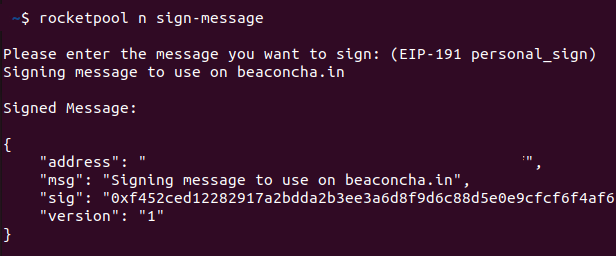 ~$ rocketpool n sign-message
Please enter the message you want to sign: (EIP-191 personal_sign)
Signing message to use on beaconcha.in
Signed Message:
{
"address": " ",
"msg": "Signing message to use on beaconcha.in",
"sig": "0xf452ced12282917a2bdda2b3ee3a6d8f9d6c88d5e0e9cfcf6f4af6
"version": "1"
}